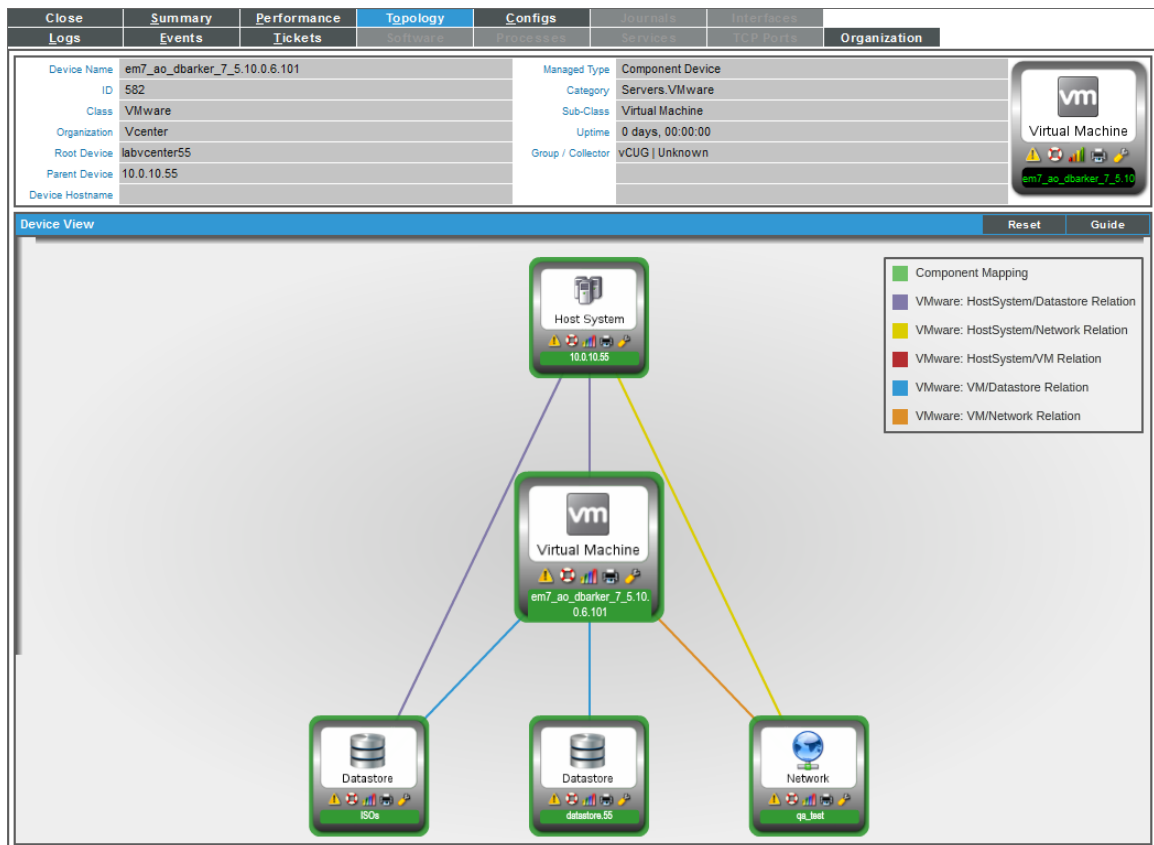 Close Summary Performance Topology Configs Journals Interfaces
Logs Events Tickets Software Processes Services TCP Ports Organization
Device Name em7_ao_dbarker_7_5.10.0.6.101 Managed Type Component Device
ID 582 Category Servers.VMware
Class VMware Sub-Class Virtual Machine
Organization Vcenter Uptime 0 days, 00:00:00
Root Device labvcenter55 Group / Collector vCUG | Unknown
Parent Device 10.0.10.55
Device Hostname
vm
Virtual Machine
em7_ao_dbarker_7_5.10
Device View Reset Guide
Component Mapping
VMware: HostSystem/Datastore Relation
VMware: HostSystem/Network Relation
VMware: HostSystem/VM Relation
VMware: VM/Datastore Relation
VMware: VM/Network Relation
Host System
10.0.10.55
vm
Virtual Machine
em7_ao_dbarker_7_5.10.
0.6.101
Datastore
ISOs
Datastore
datastore.55
Network
qa_test